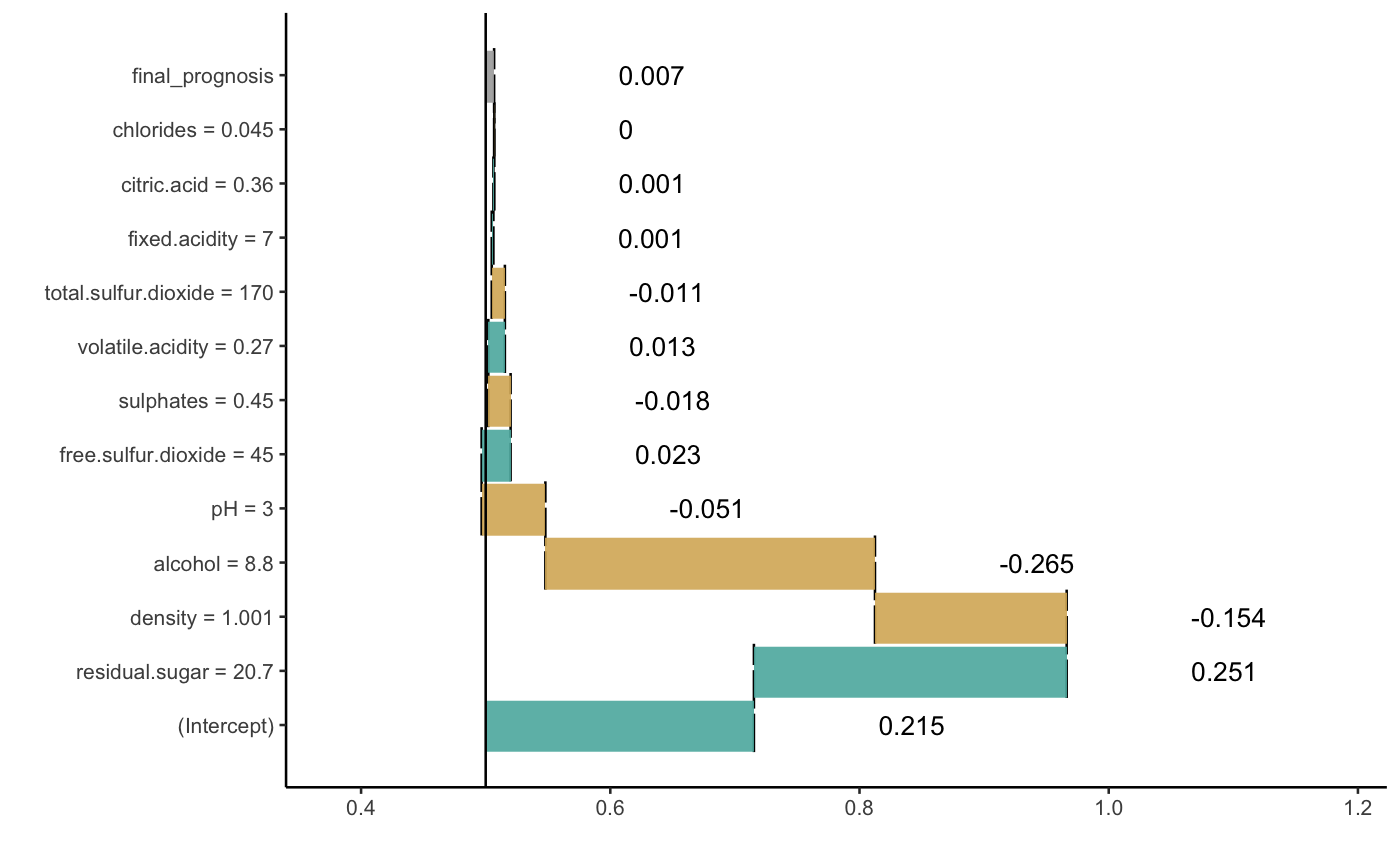 final_prognosis 0.007
chlorides = 0.045 0
citric.acid = 0.36 0.001
fixed.acidity = 7 0.001
total.sulfur.dioxide = 170 -0.011
volatile.acidity = 0.27 0.013
sulphates = 0.45 -0.018
free.sulfur.dioxide = 45 0.023
pH = 3 -0.051
alcohol = 8.8 -0.265
density = 1.001 -0.154
residual.sugar = 20.7 0.251
(Intercept) 0.215
0.4 0.6 0.8 1.0 1.2